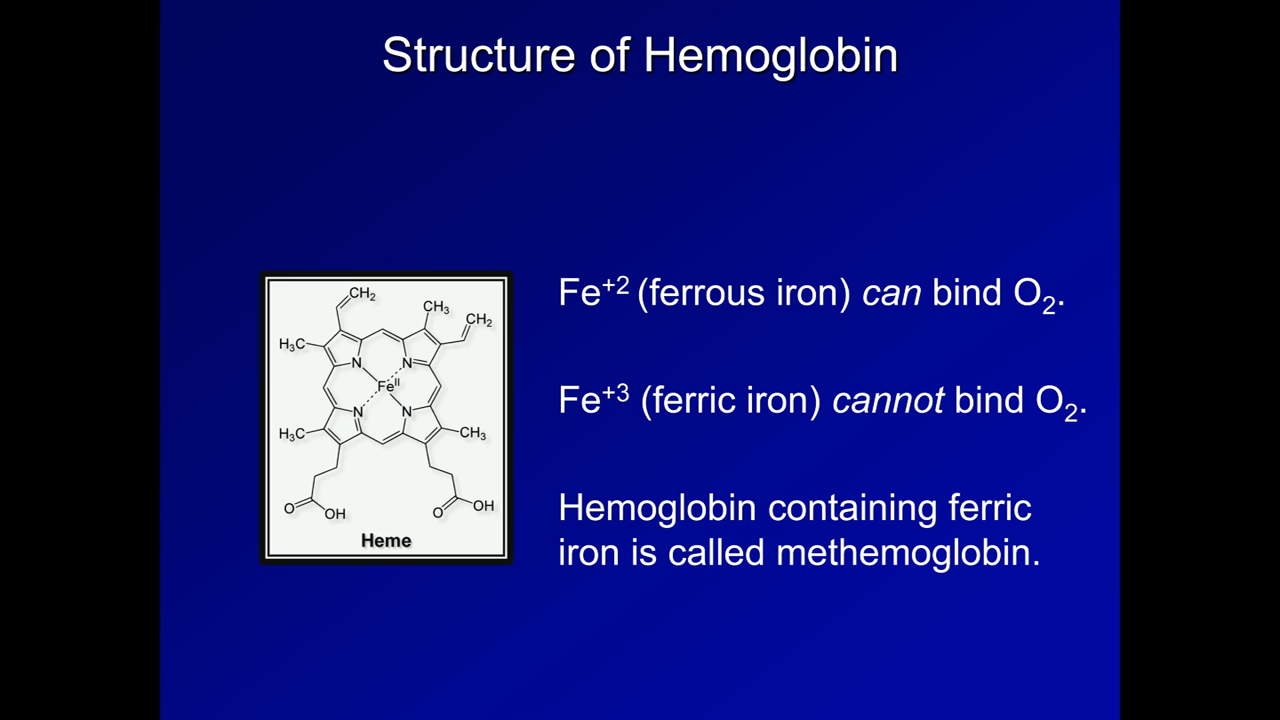 Structure of Hemoglobin
CH₂
CH₃
CH₂
H₃C
N
N
Feᴵᴵ
N
N
H₃C
CH₃
O
OH
O
OH
Heme
Fe⁺² (ferrous iron) can bind O₂.
Fe⁺³ (ferric iron) cannot bind O₂.
Hemoglobin containing ferric
iron is called methemoglobin.